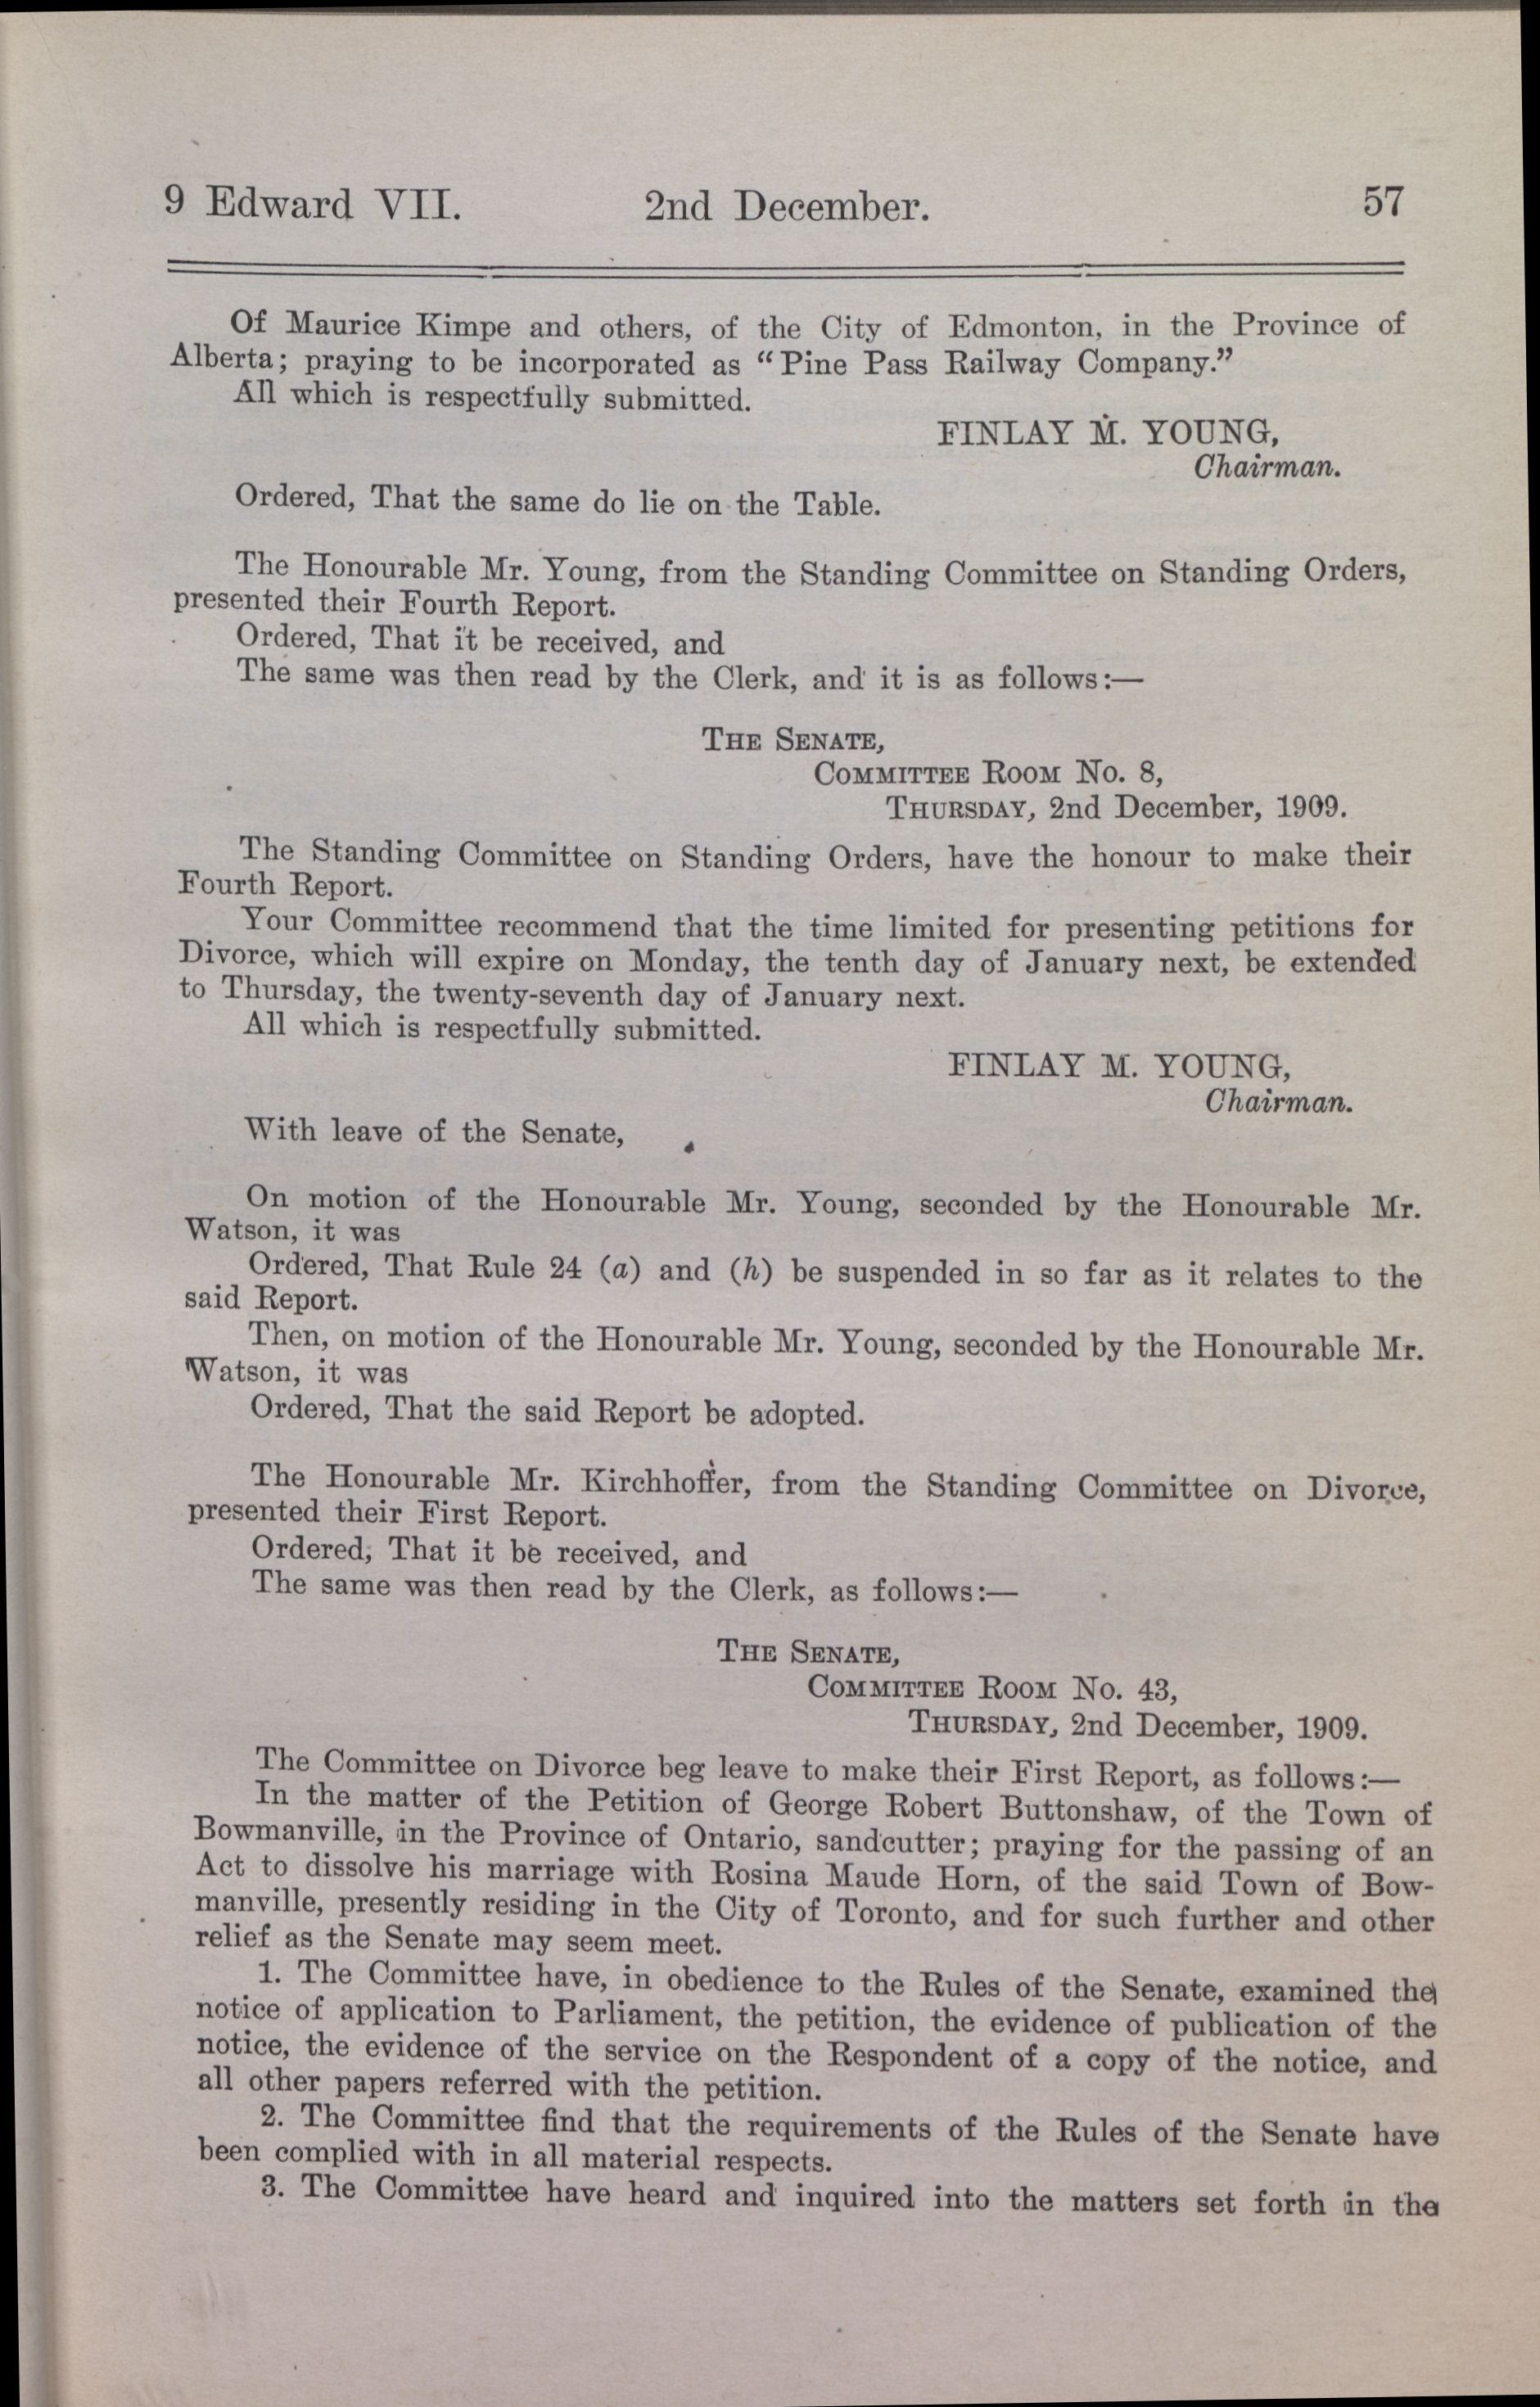 9 Edward VII. 2nd December. 57
Of Maurice Kimpe and others, of the City of Edmonton, in the Province of
Alberta; praying to be incorporated as “Pine Pass Railway Company.”
All which is respectfully submitted.
FINLAY M. YOUNG,
Chairman.
Ordered, That the same do lie on the Table.
The Honourable Mr. Young, from the Standing Committee on Standing Orders,
presented their Fourth Report.
Ordered, That it be received, and
The same was then read by the Clerk, and it is as follows:—
THE SENATE,
COMMITTEE ROOM No. 8,
THURSDAY, 2nd December, 1909.
The Standing Committee on Standing Orders, have the honour to make their
Fourth Report.
Your Committee recommend that the time limited for presenting petitions for
Divorce, which will expire on Monday, the tenth day of January next, be extended
to Thursday, the twenty-seventh day of January next.
All which is respectfully submitted.
FINLAY M. YOUNG,
Chairman.
With leave of the Senate,
On motion of the Honourable Mr. Young, seconded by the Honourable Mr.
Watson, it was
Ordered, That Rule 24 (a) and (h) be suspended in so far as it relates to the
said Report.
Then, on motion of the Honourable Mr. Young, seconded by the Honourable Mr.
Watson, it was
Ordered, That the said Report be adopted.
The Honourable Mr. Kirchhoffer, from the Standing Committee on Divorce,
presented their First Report.
Ordered, That it be received, and
The same was then read by the Clerk, as follows:—
THE SENATE,
COMMITTEE ROOM No. 43,
THURSDAY, 2nd December, 1909.
The Committee on Divorce beg leave to make their First Report, as follows:—
In the matter of the Petition of George Robert Buttonshaw, of the Town of
Bowmanville, in the Province of Ontario, sandcutter; praying for the passing of an
Act to dissolve his marriage with Rosina Maude Horn, of the said Town of Bow-
manville, presently residing in the City of Toronto, and for such further and other
relief as the Senate may seem meet.
1. The Committee have, in obedience to the Rules of the Senate, examined the
notice of application to Parliament, the petition, the evidence of publication of the
notice, the evidence of the service on the Respondent of a copy of the notice, and
all other papers referred with the petition.
2. The Committee find that the requirements of the Rules of the Senate have
been complied with in all material respects.
3. The Committee have heard and inquired into the matters set forth in the